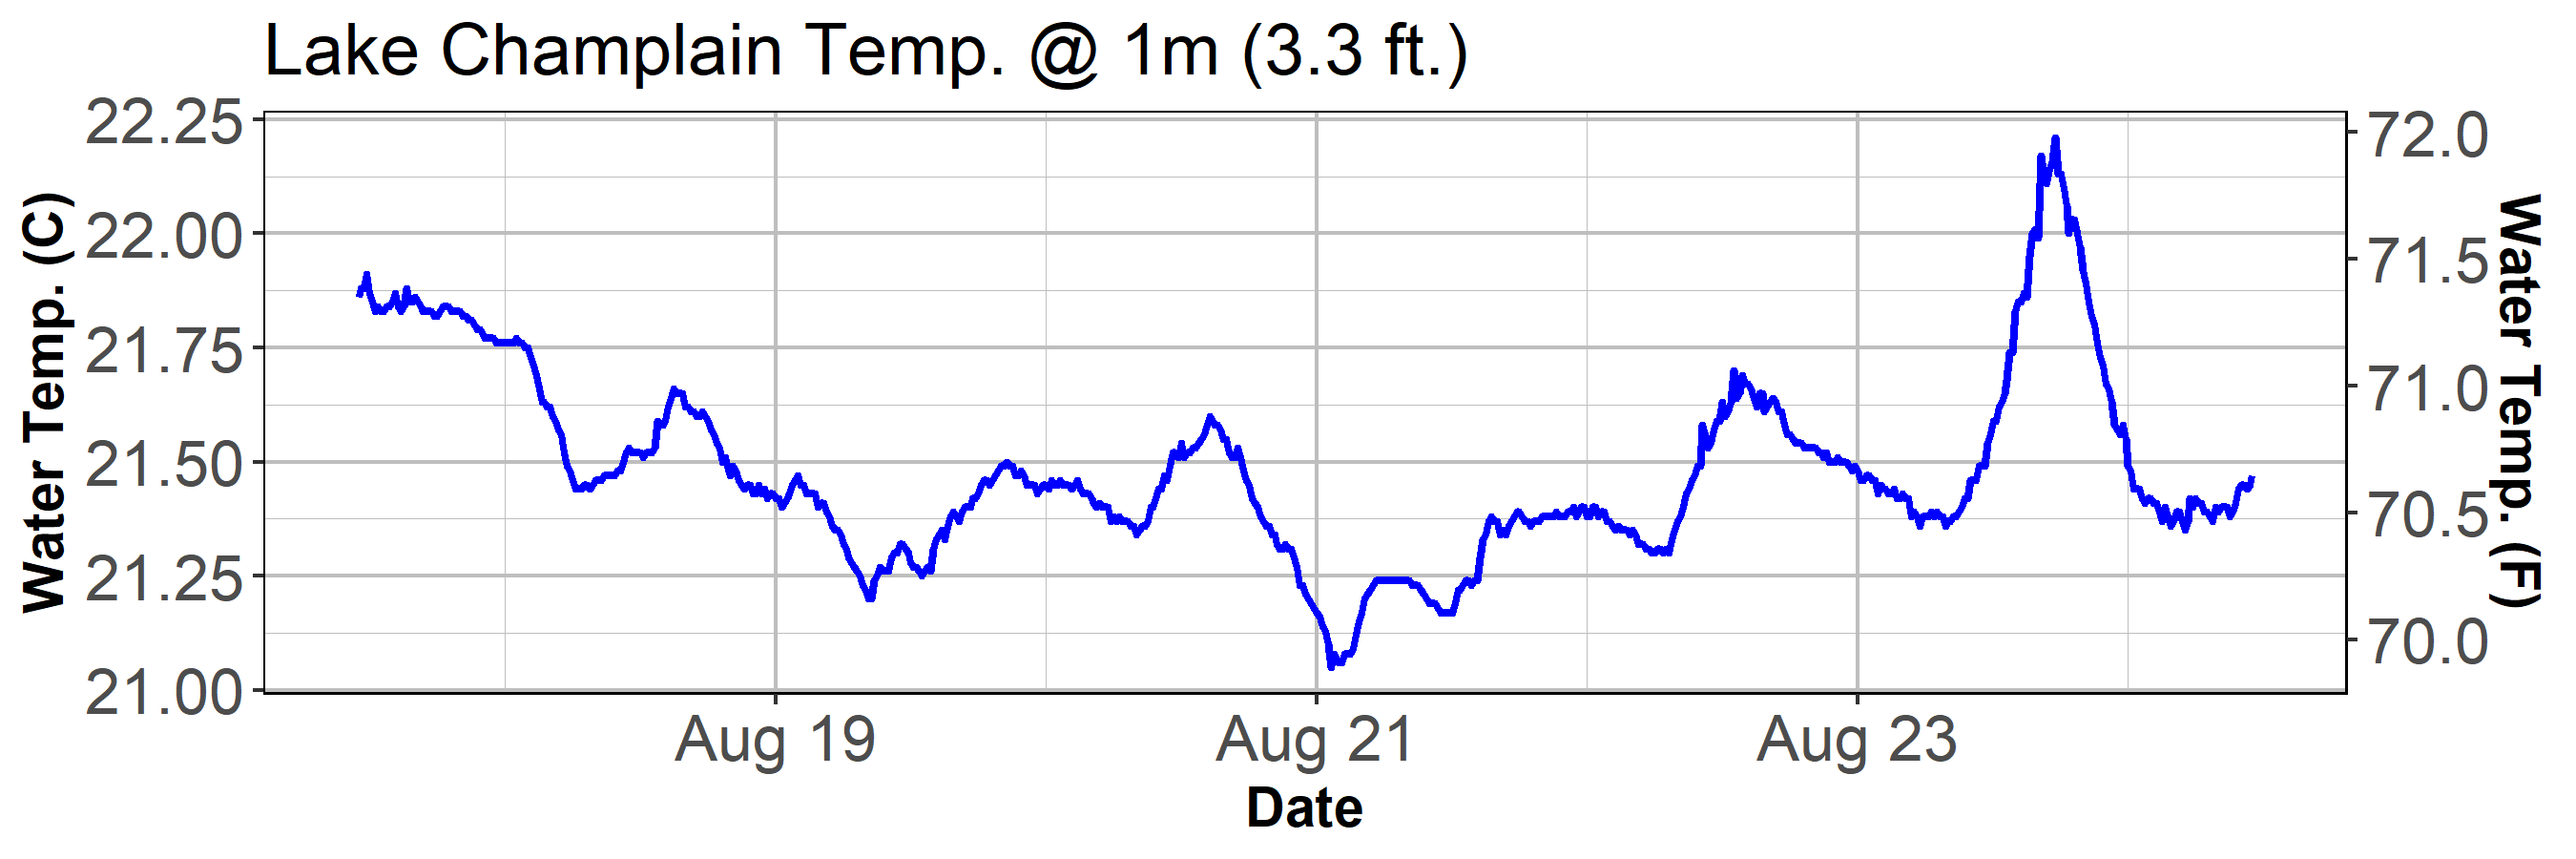 Lake Champlain Temp. @ 1m (3.3 ft.)
22.25
22.00
21.75
21.50
21.25
21.00
Water Temp. (C)
72.0
71.5
71.0
70.5
70.0
Water Temp. (F)
Aug 19 Aug 21 Aug 23
Date